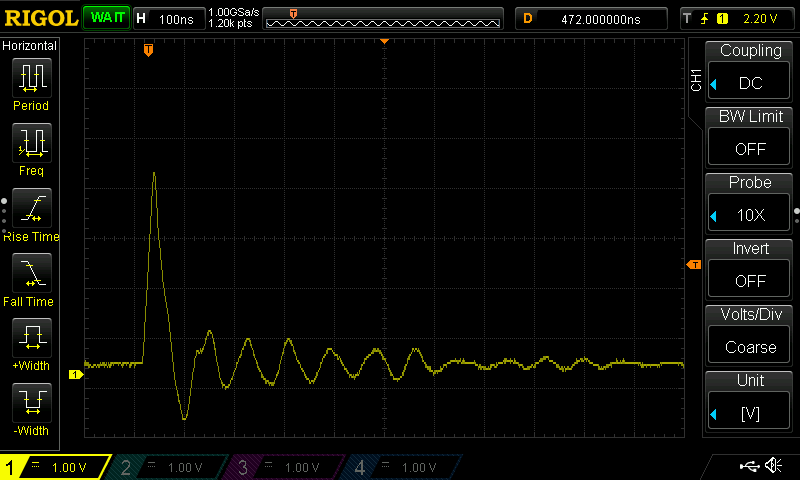 RIGOL WAIT H 100ns 1.00GSa/s 1.20k pts T D 472.000000ns T 1 2.20 V
Horizontal
Period
Freq
Rise Time
Fall Time
+Width
-Width
T
T
1
CH1
Coupling
DC
BW Limit
OFF
Probe
10X
Invert
OFF
Volts/Div
Coarse
Unit
[V]
1 1.00 V 2 1.00 V 3 1.00 V 4 1.00 V